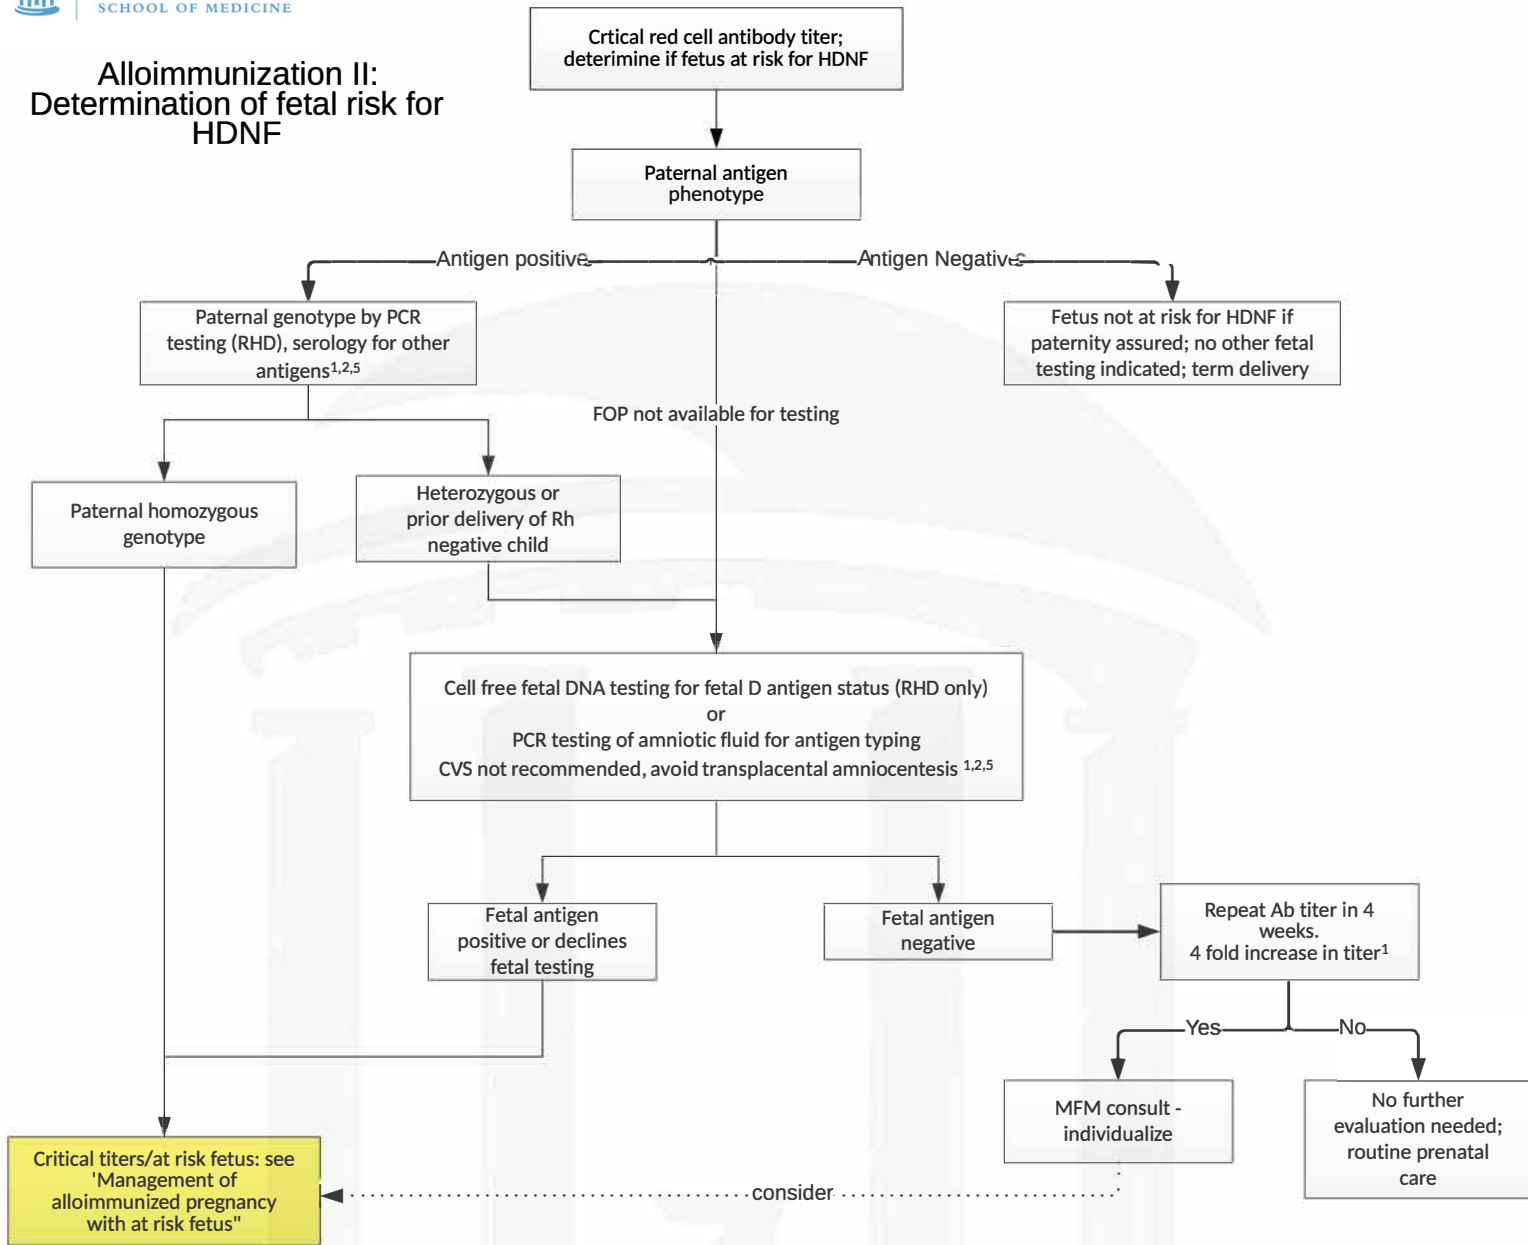 SCHOOL OF MEDICINE
Alloimmunization II:
Determination of fetal risk for
HDNF
Crtical red cell antibody titer;
deterimine if fetus at risk for HDNF
Paternal antigen
phenotype
Antigen positive
Antigen Negative
Paternal genotype by PCR
testing (RHD), serology for other
antigens1,2,5
Fetus not at risk for HDNF if
paternity assured; no other fetal
testing indicated; term delivery
FOP not available for testing
Paternal homozygous
genotype
Heterozygous or
prior delivery of Rh
negative child
Cell free fetal DNA testing for fetal D antigen status (RHD only)
or
PCR testing of amniotic fluid for antigen typing
CVS not recommended, avoid transplacental amniocentesis 1,2,5
Fetal antigen
positive or declines
fetal testing
Fetal antigen
negative
Repeat Ab titer in 4
weeks.
4 fold increase in titer1
Yes
No
MFM consult -
individualize
No further
evaluation needed;
routine prenatal
care
Critical titers/at risk fetus: see
'Management of
alloimmunized pregnancy
with at risk fetus"
consider